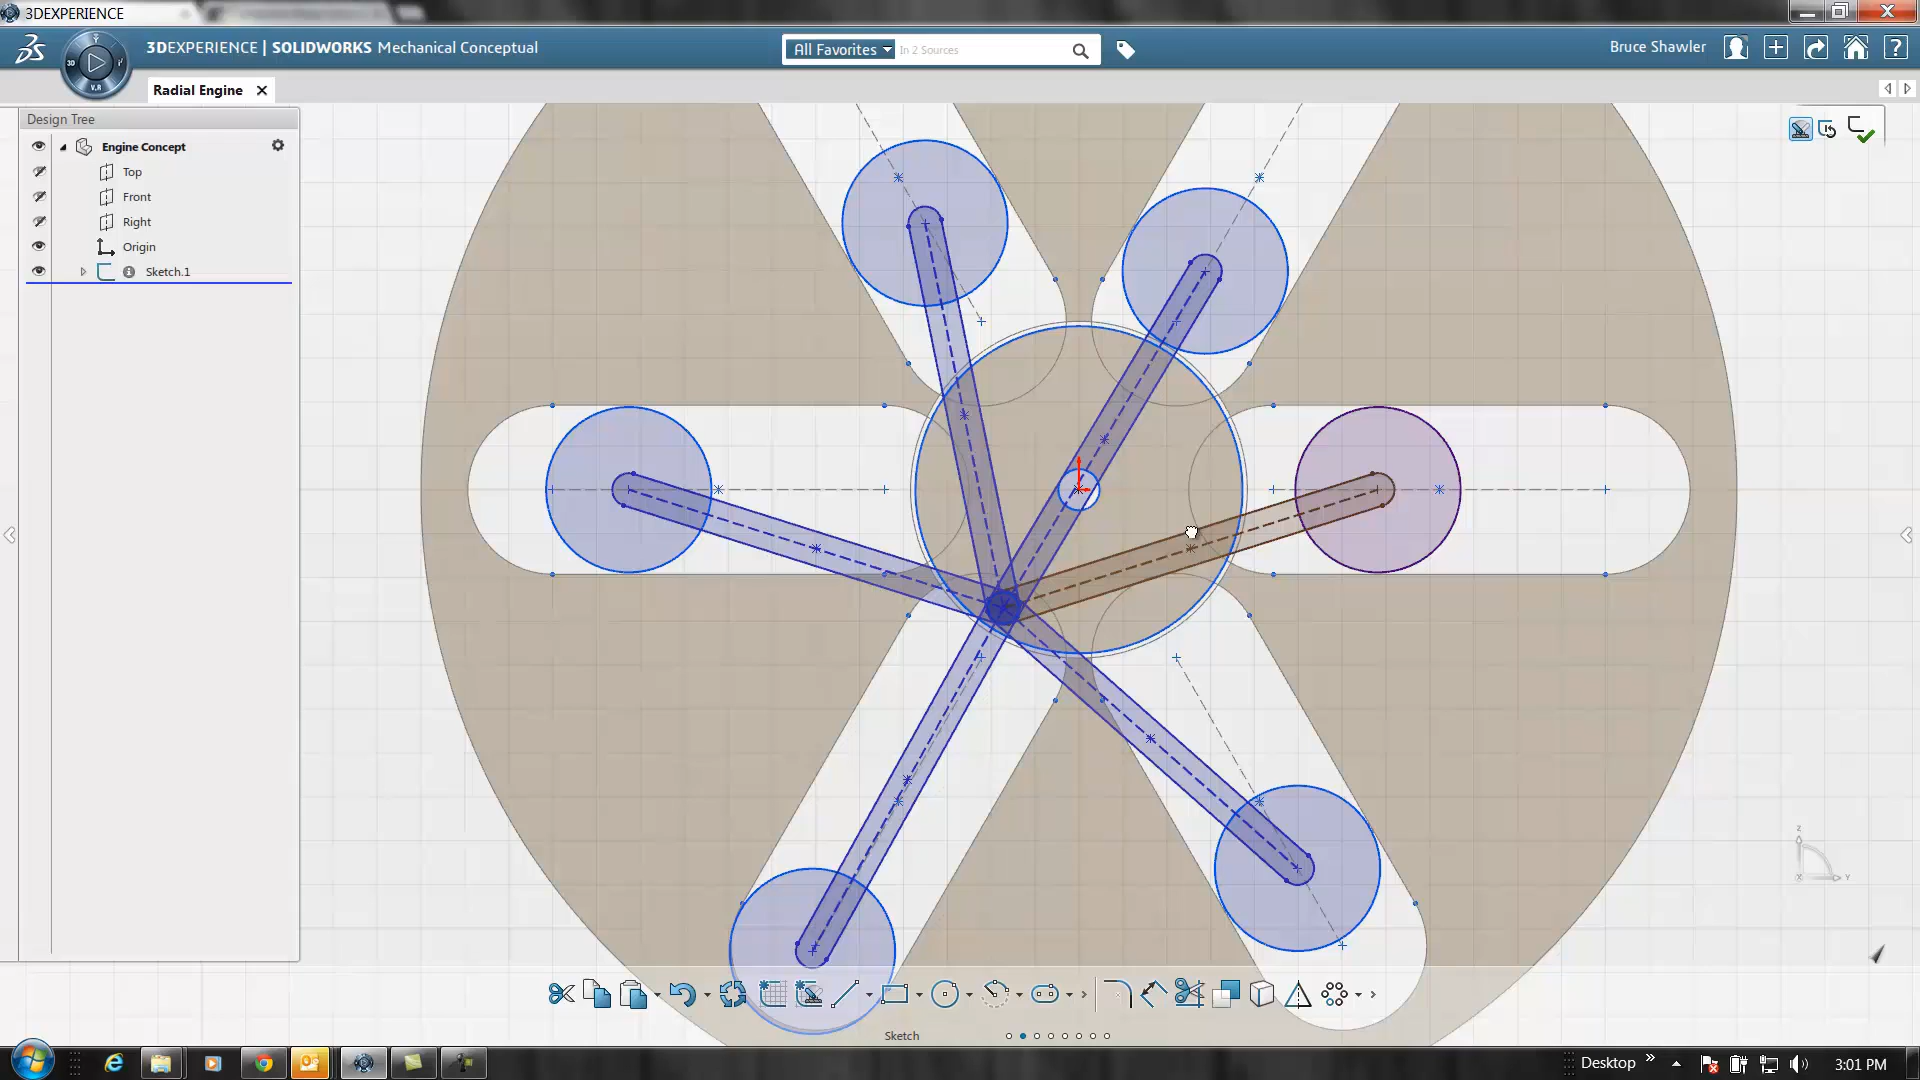 3DEXPERIENCE
3DEXPERIENCE | SOLIDWORKS Mechanical Conceptual
All Favorites
In 2 Sources
Bruce Shawler
3D
V.R
Radial Engine
Design Tree
Engine Concept
Top
Front
Right
Origin
Sketch.1
Z
X
Y
Sketch
Desktop
3:01 PM